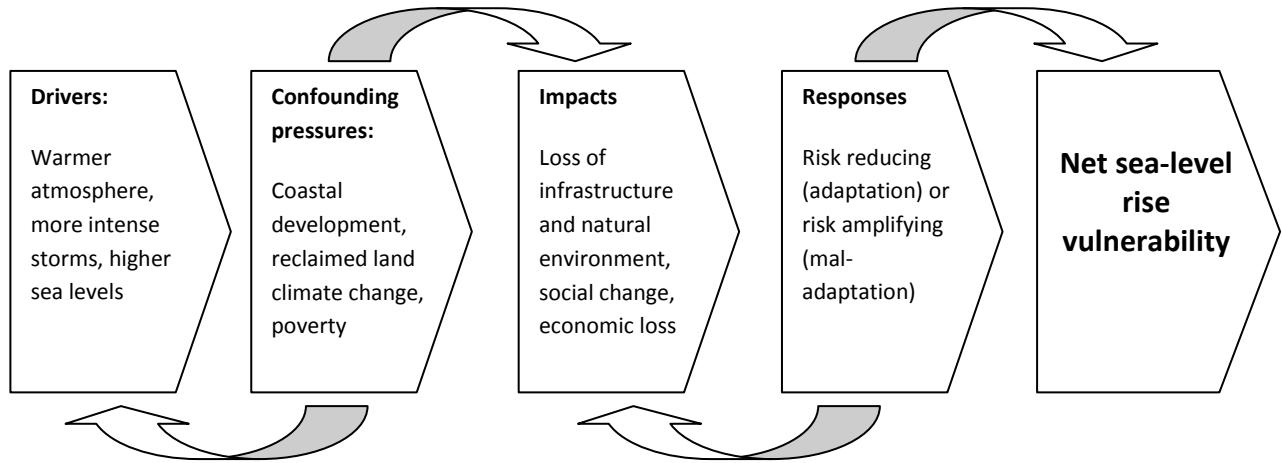 Drivers:
Warmer
atmosphere,
more intense
storms, higher
sea levels
Confounding
pressures:
Coastal
development,
reclaimed land
climate change,
poverty
Impacts
Loss of
infrastructure
and natural
environment,
social change,
economic loss
Responses
Risk reducing
(adaptation) or
risk amplifying
(mal-
adaptation)
Net sea-level
rise
vulnerability